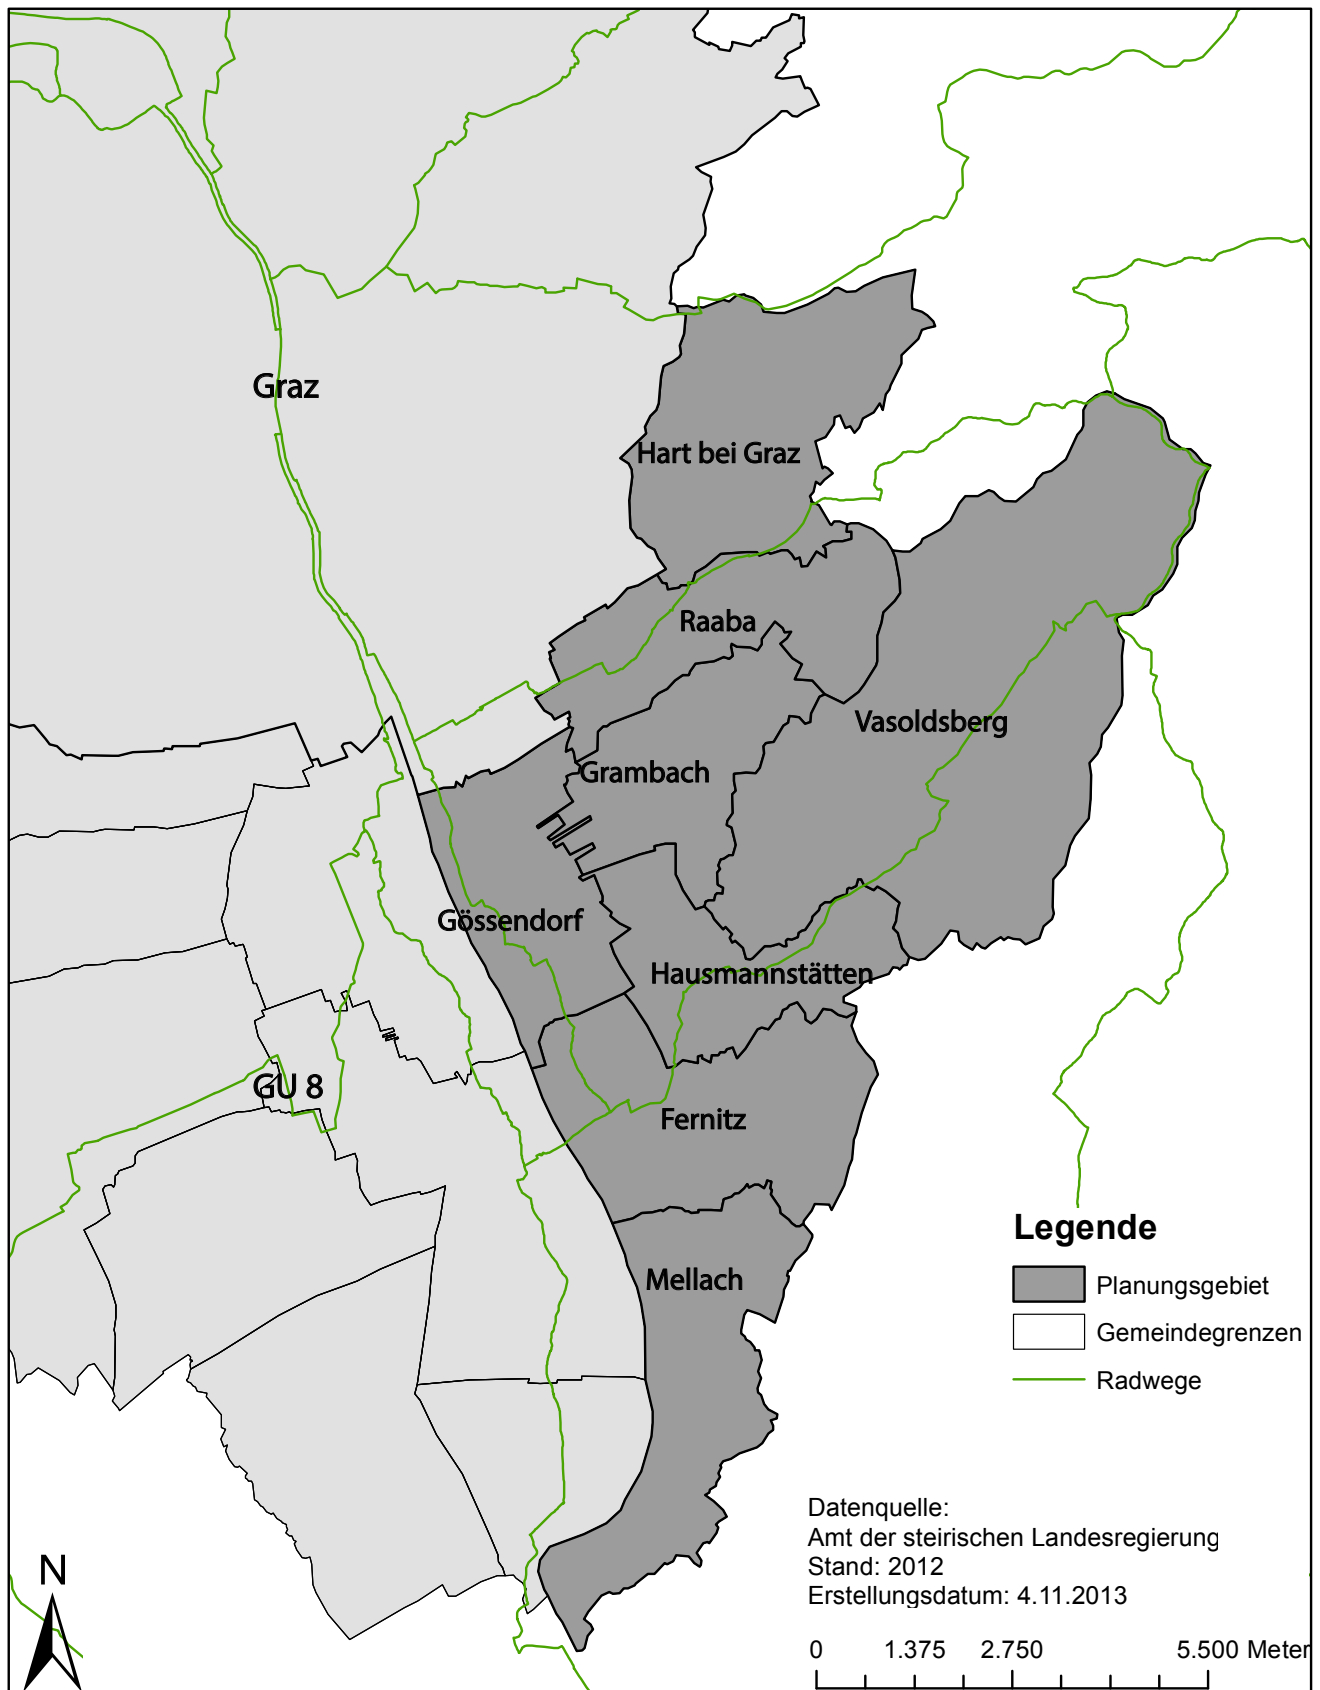 Graz
Hart bei Graz
Raaba
Vasoldsberg
Grambach
Gössendorf
Hausmannstätten
GU 8
Fernitz
Mellach
Legende
Planungsgebiet
Gemeindegrenzen
Radwege
Datenquelle:
Amt der steirischen Landesregierung
Stand: 2012
Erstellungsdatum: 4.11.2013
N
0 1.375 2.750 5.500 Meter